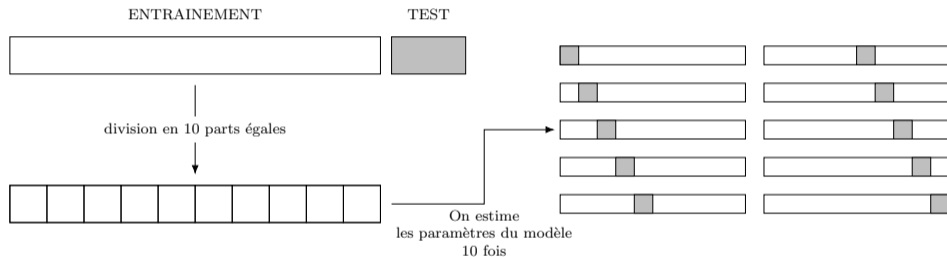 ENTRAINEMENT
TEST
division en 10 parts égales
On estime
les paramètres du modèle
10 fois